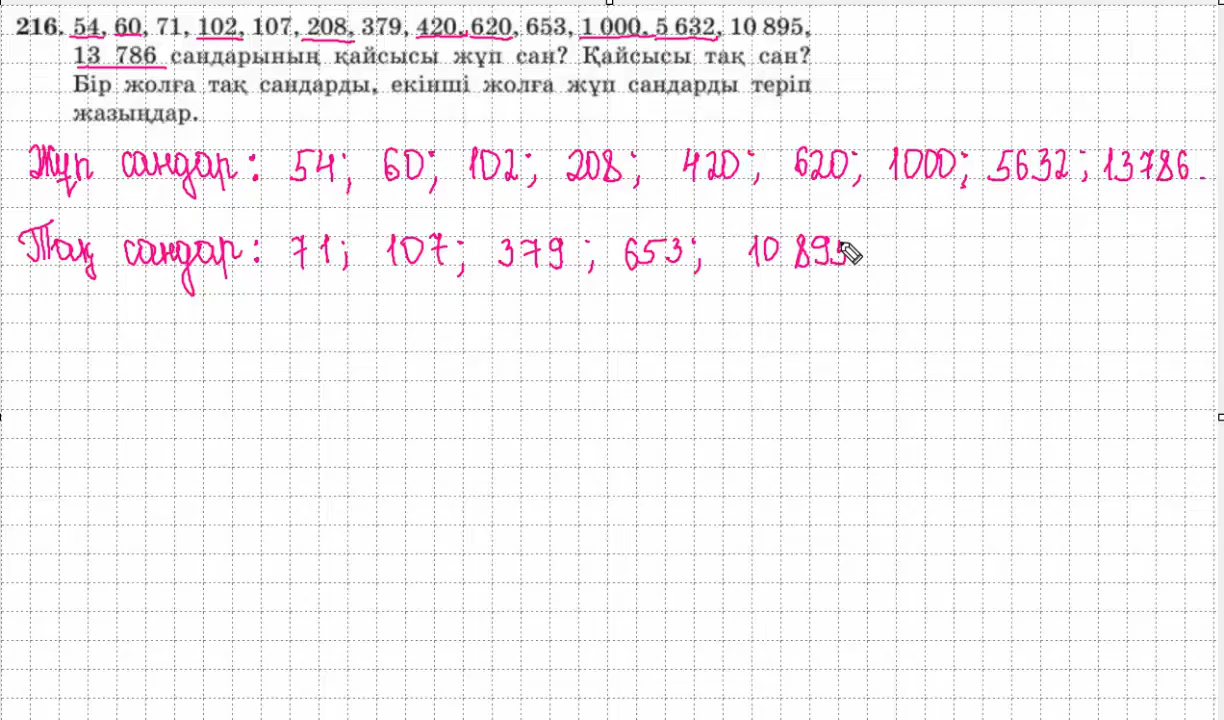 216. 54, 60, 71, 102, 107, 208, 379, 420, 620, 653, 1 000, 5 632, 10 895,
13 786 сандарының қайсысы жұп сан? Қайсысы тақ сан?
Бір жолға тақ сандарды, екінші жолға жұп сандарды теріп
жазыңдар.
Жұп сандар: 54; 60; 102; 208; 420; 620; 1000; 5632; 13786.
Тақ сандар: 71; 107; 379; 653; 10 895